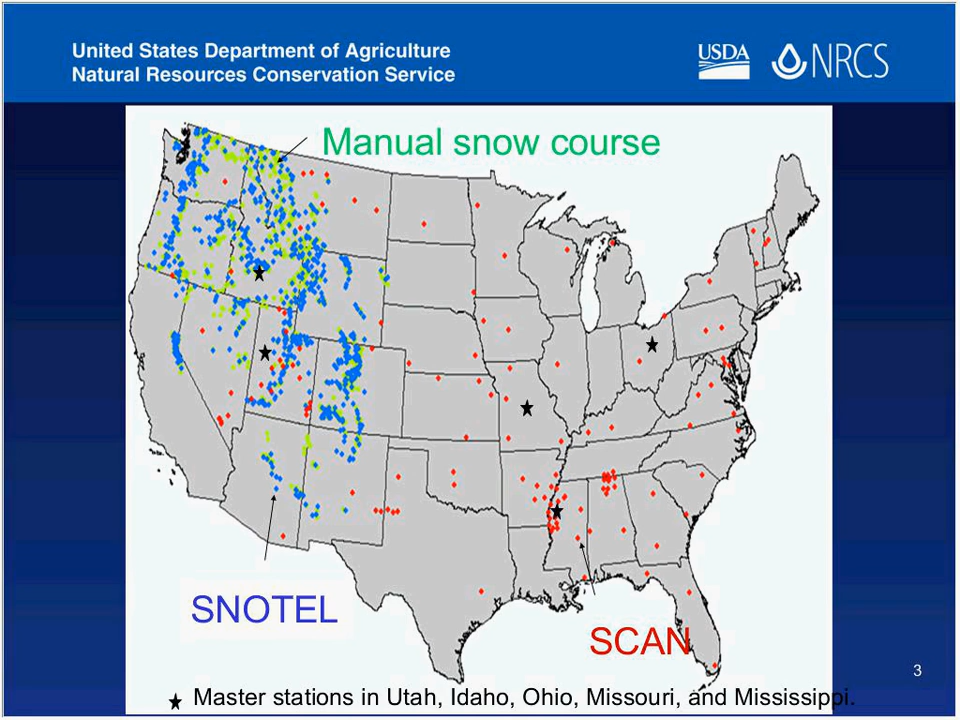 United States Department of Agriculture
Natural Resources Conservation Service
USDA
NRCS
Manual snow course
SNOTEL
SCAN
3
Master stations in Utah, Idaho, Ohio, Missouri, and Mississippi.